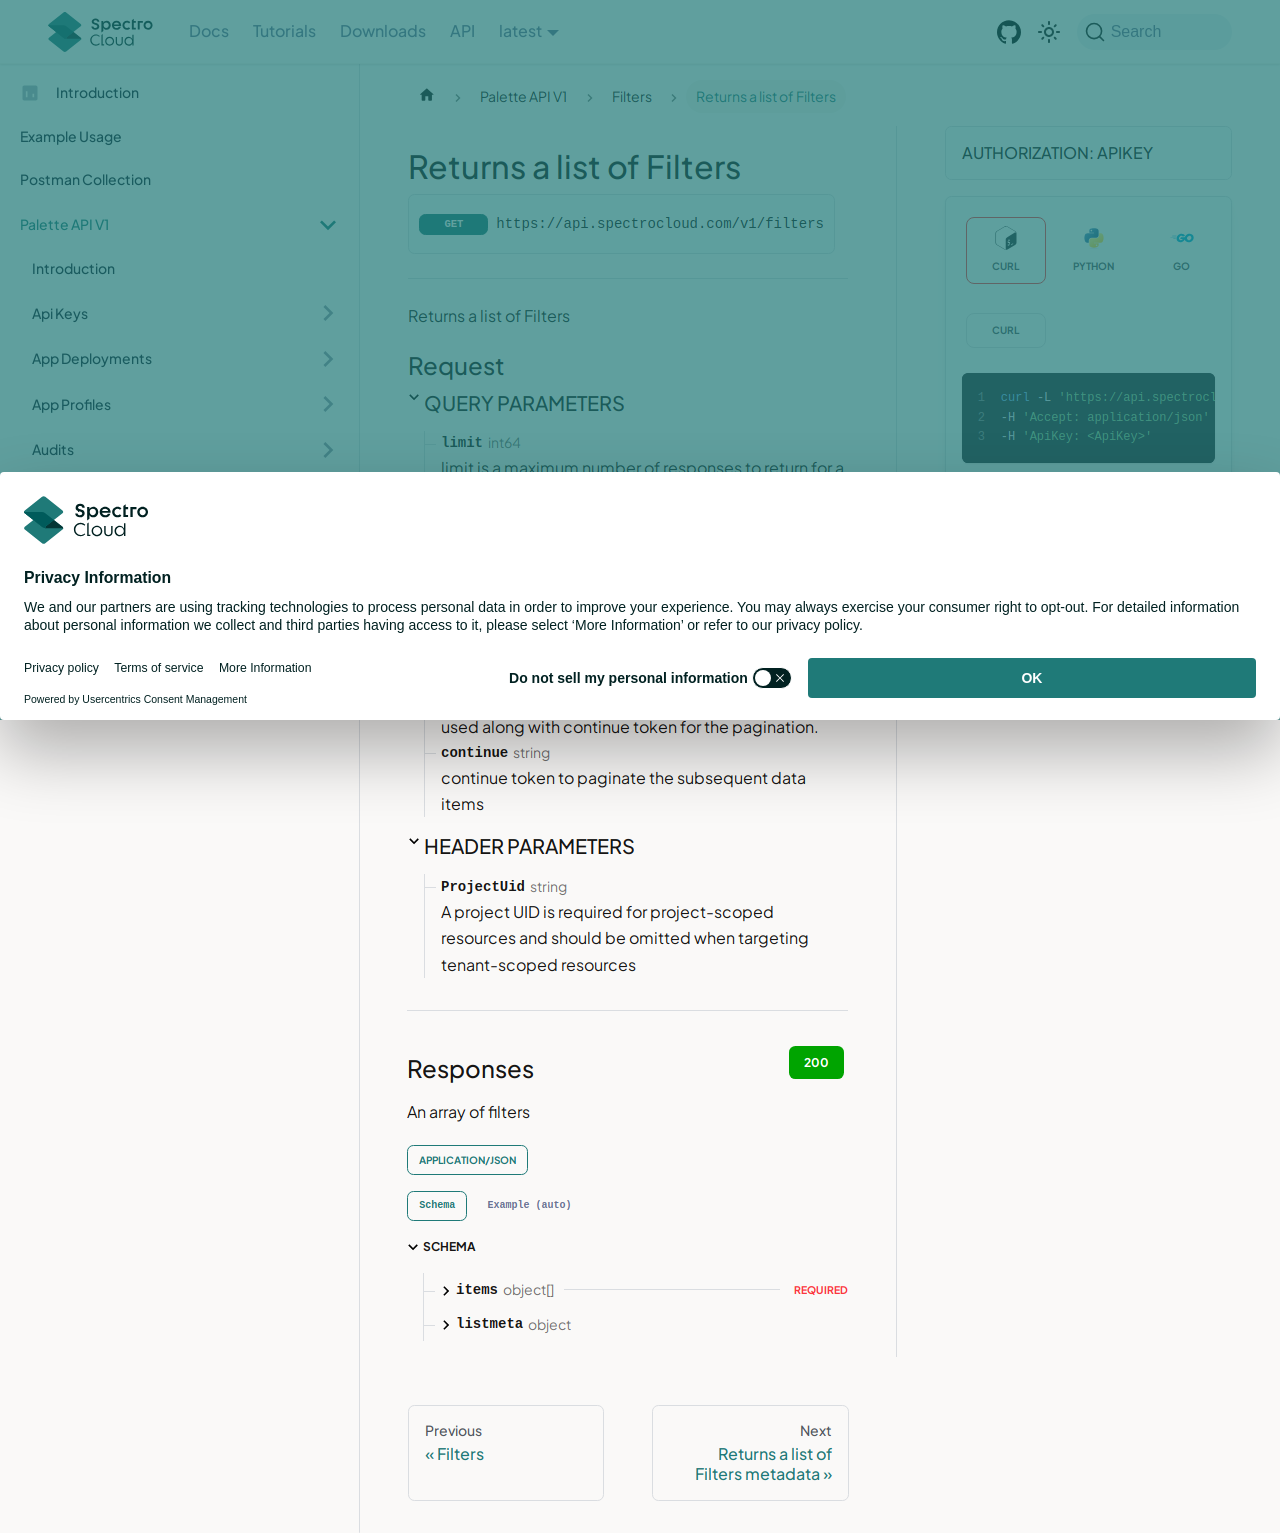 Spectro
Cloud
Docs
Tutorials
Downloads
API
latest
Search
Introduction
Example Usage
Postman Collection
Palette API V1
Introduction
Api Keys
App Deployments
App Profiles
Audits
Palette API V1
Filters
Returns a list of Filters
Returns a list of Filters
GET https://api.spectrocloud.com/v1/filters
Returns a list of Filters
Request
QUERY PARAMETERS
limit int64
limit is a maximum number of responses to return for a
AUTHORIZATION: APIKEY
CURL
PYTHON
GO
CURL
1 curl -L 'https://api.spectrocl
2 -H 'Accept: application/json'
3 -H 'ApiKey: <ApiKey>'
Spectro
Cloud
Privacy Information
We and our partners are using tracking technologies to process personal data in order to improve your experience. You may always exercise your consumer right to opt-out. For detailed information
about personal information we collect and third parties having access to it, please select ‘More Information’ or refer to our privacy policy.
Privacy policy
Terms of service
More Information
Powered by Usercentrics Consent Management
Do not sell my personal information
OK
used along with continue token for the pagination.
continue string
continue token to paginate the subsequent data
items
HEADER PARAMETERS
ProjectUid string
A project UID is required for project-scoped
resources and should be omitted when targeting
tenant-scoped resources
Responses
200
An array of filters
APPLICATION/JSON
Schema
Example (auto)
SCHEMA
items object[]
REQUIRED
listmeta object
Previous
« Filters
Next
Returns a list of
Filters metadata »